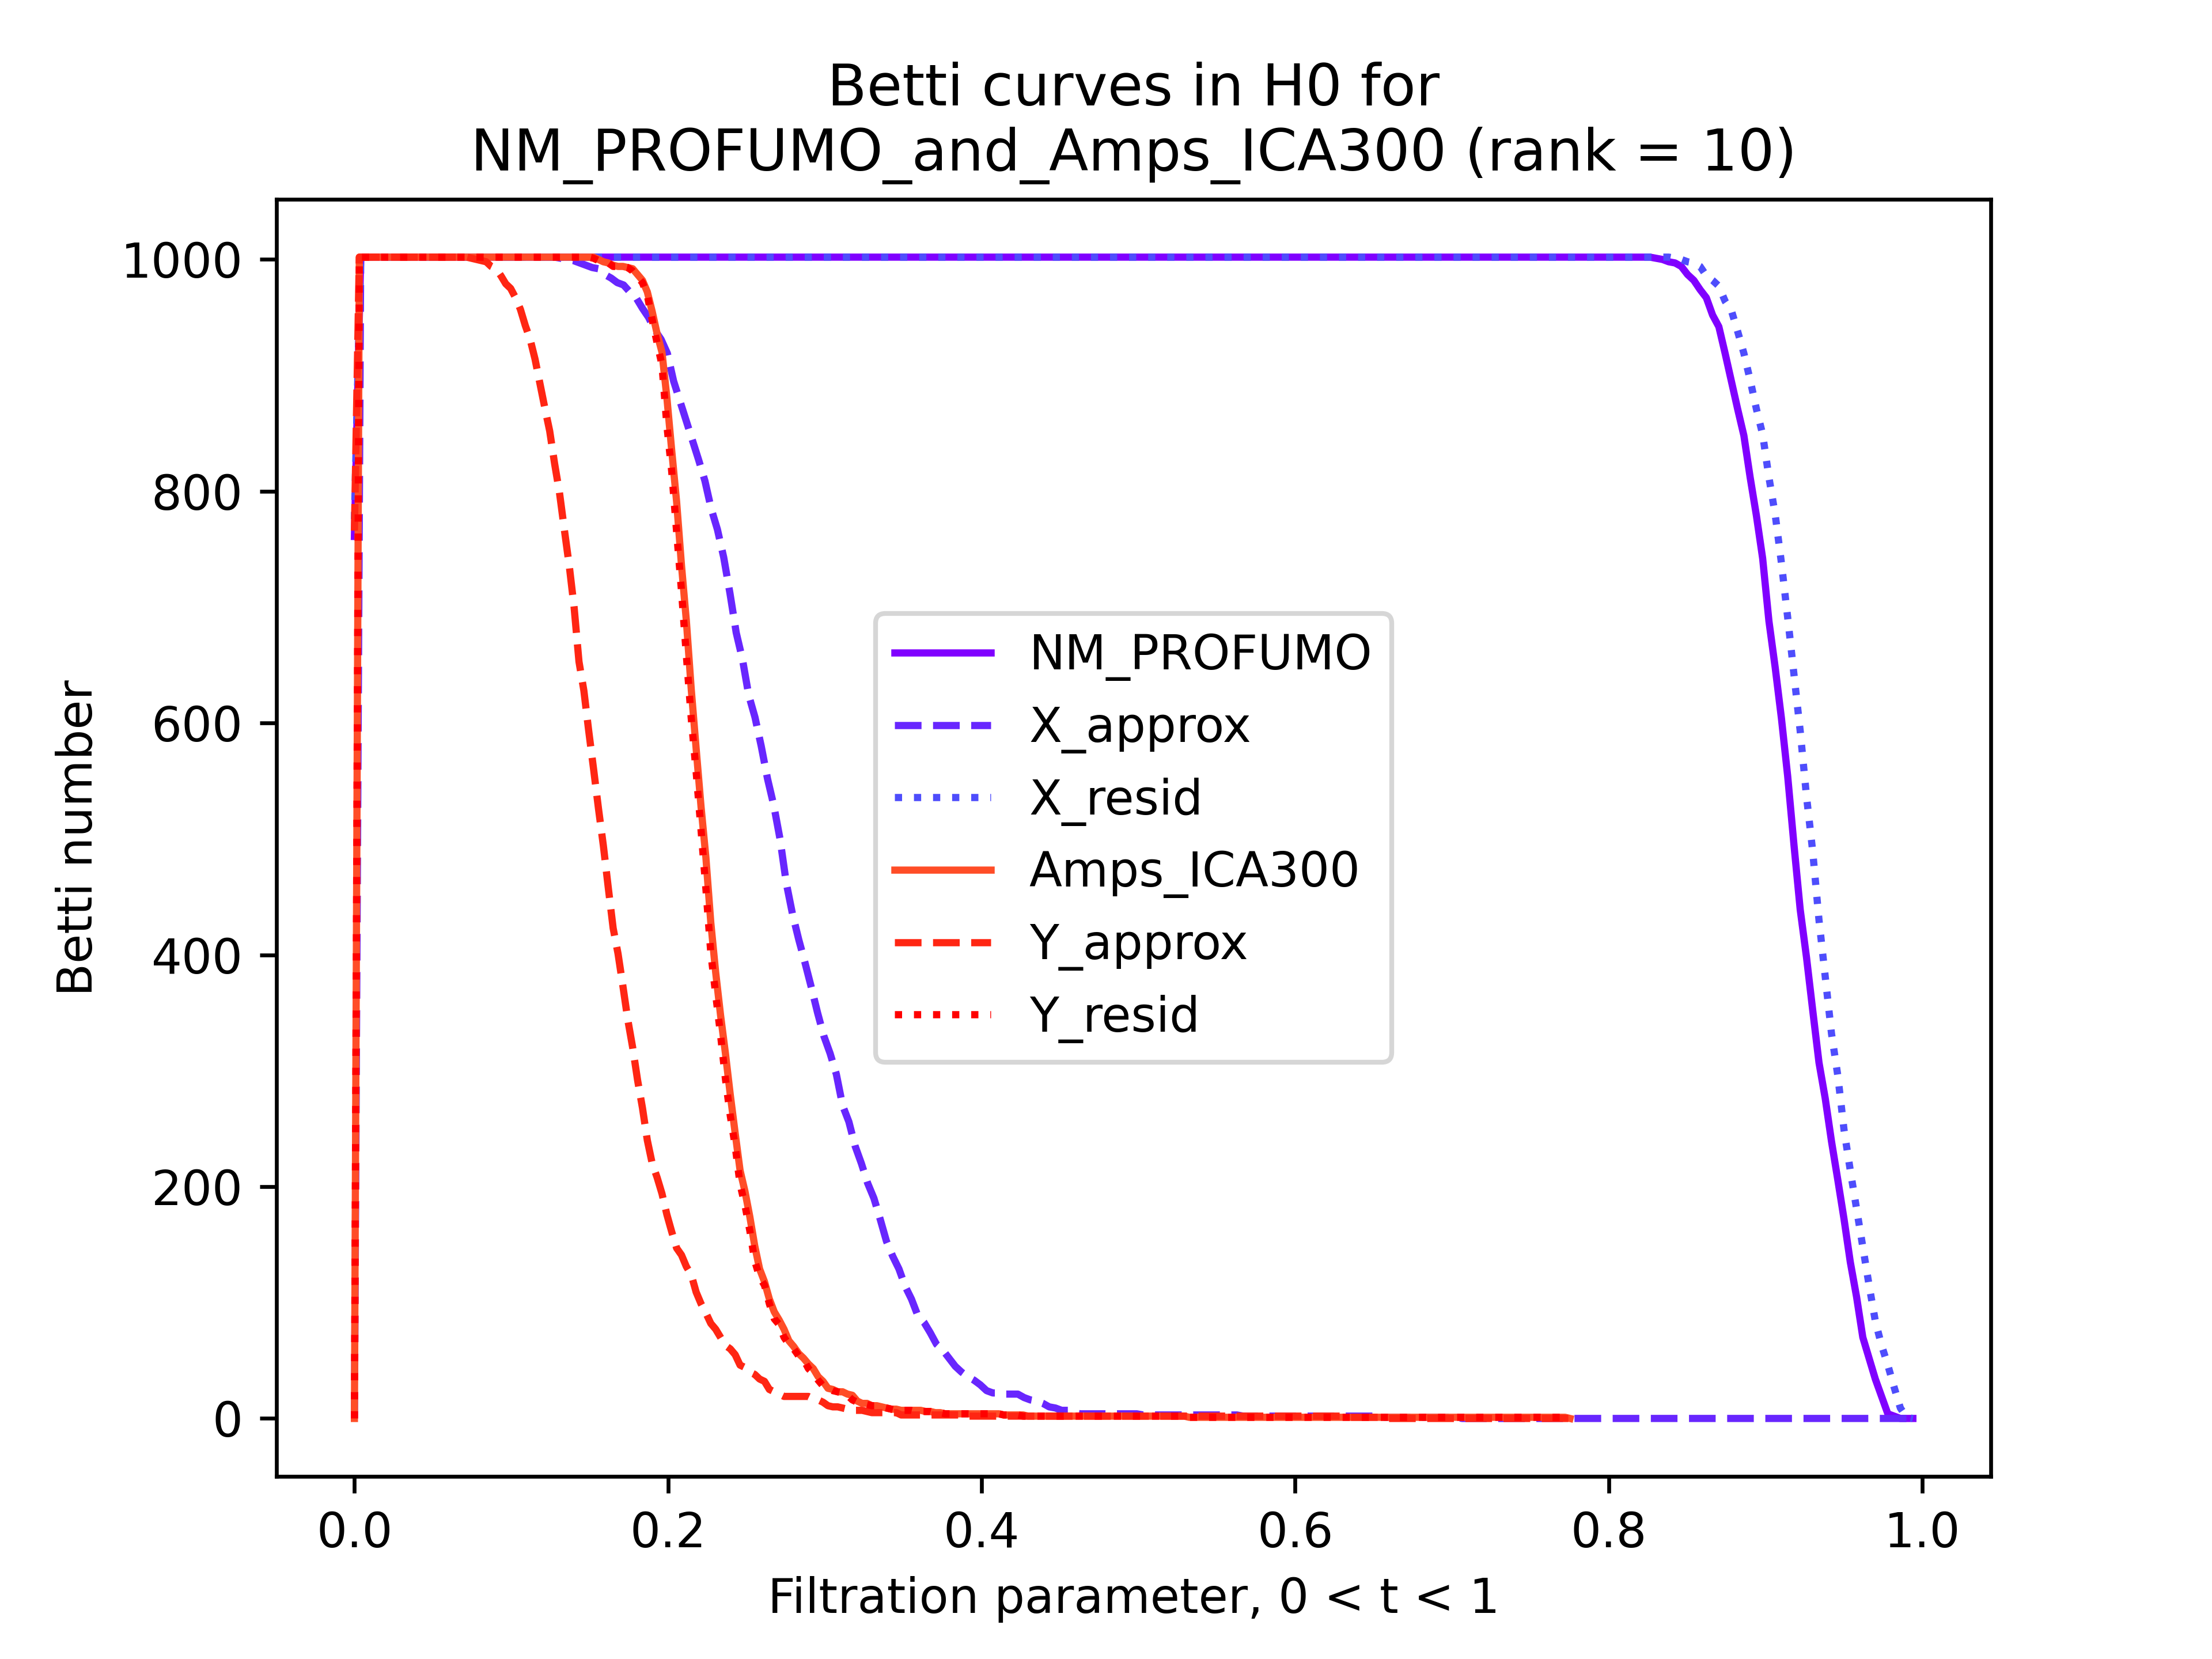 Betti curves in H0 for
NM_PROFUMO_and_Amps_ICA300 (rank = 10)
1000
800
600
400
200
0
Betti number
NM_PROFUMO
X_approx
X_resid
Amps_ICA300
Y_approx
Y_resid
0.0 0.2 0.4 0.6 0.8 1.0
Filtration parameter, 0 < t < 1